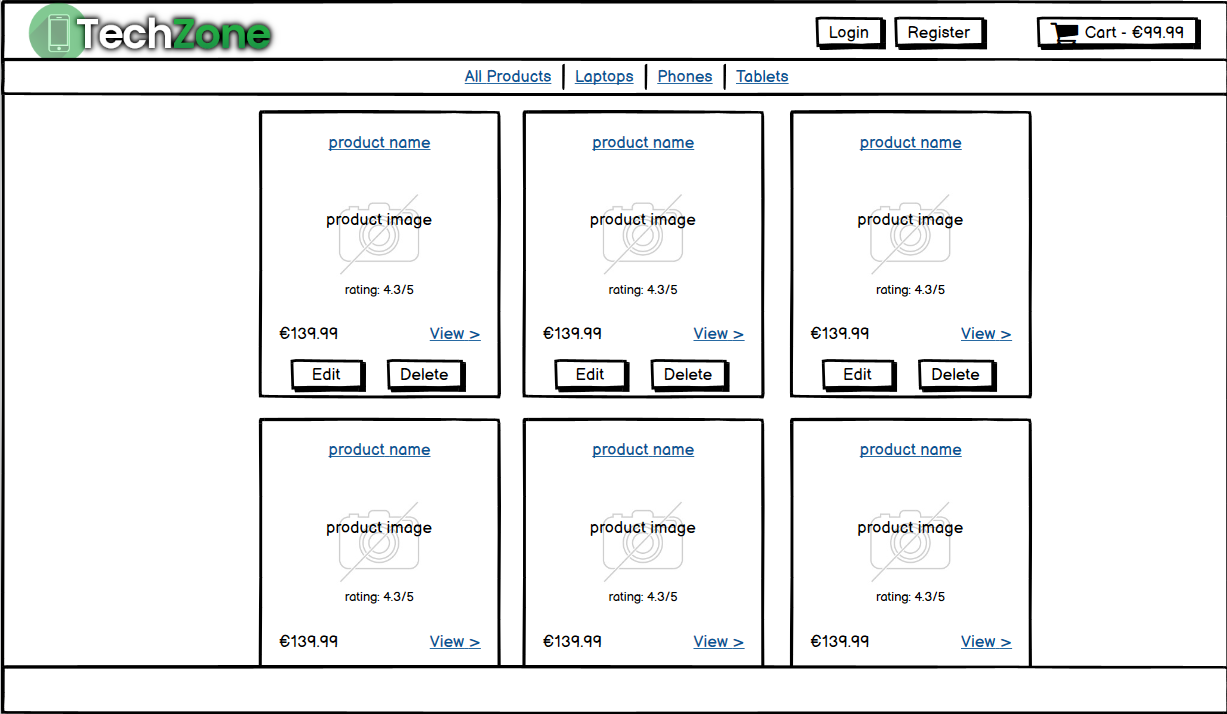 TechZone Login Register Cart - €99.99
All Products Laptops Phones Tablets
product name product name product name
product image product image product image
rating: 4.3/5 rating: 4.3/5 rating: 4.3/5
€139.99 View > €139.99 View > €139.99 View >
Edit Delete Edit Delete Edit Delete
product name product name product name
product image product image product image
rating: 4.3/5 rating: 4.3/5 rating: 4.3/5
€139.99 View > €139.99 View > €139.99 View >